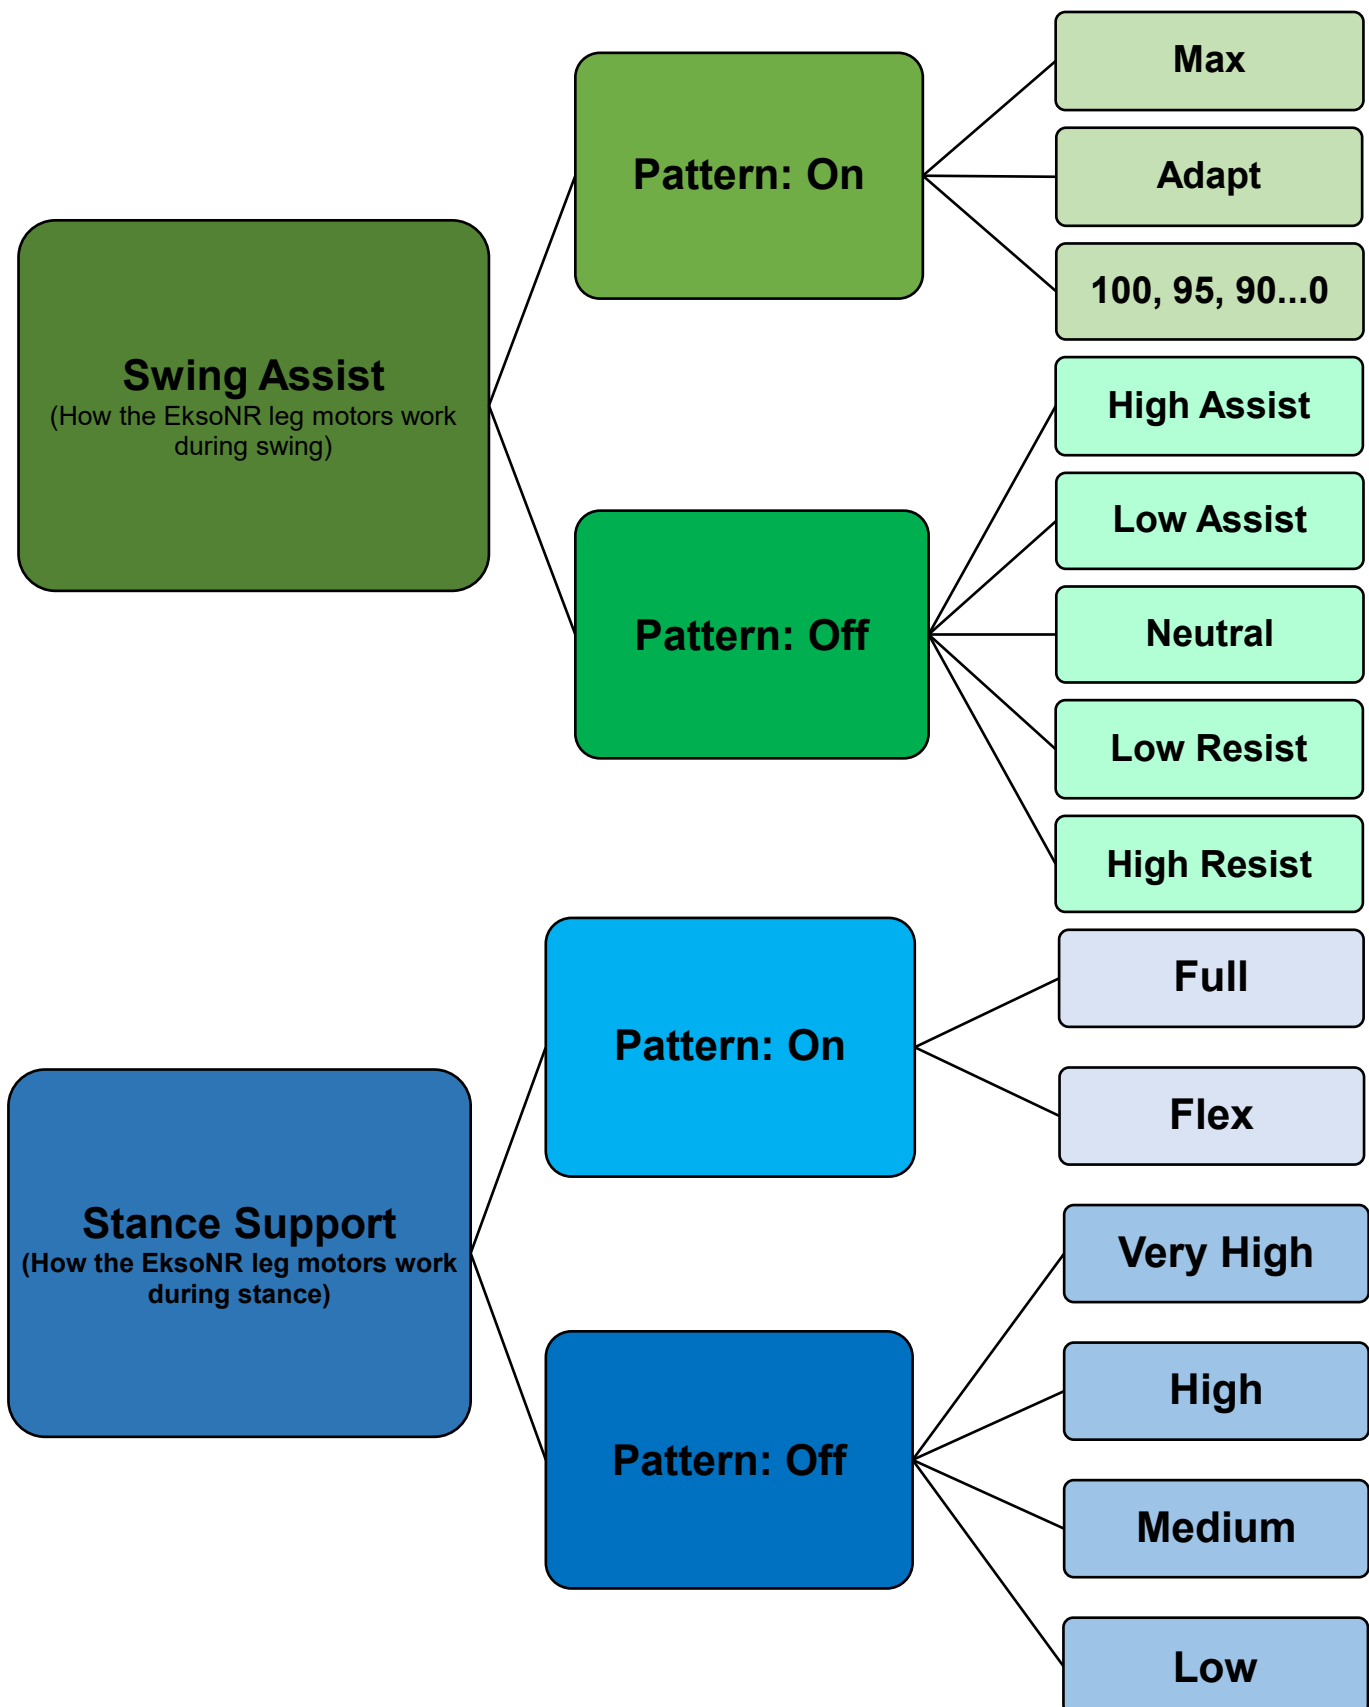 Swing Assist
(How the EksoNR leg motors work
during swing)
Pattern: On
Max
Adapt
100, 95, 90...0
Pattern: Off
High Assist
Low Assist
Neutral
Low Resist
High Resist
Stance Support
(How the EksoNR leg motors work
during stance)
Pattern: On
Full
Flex
Pattern: Off
Very High
High
Medium
Low